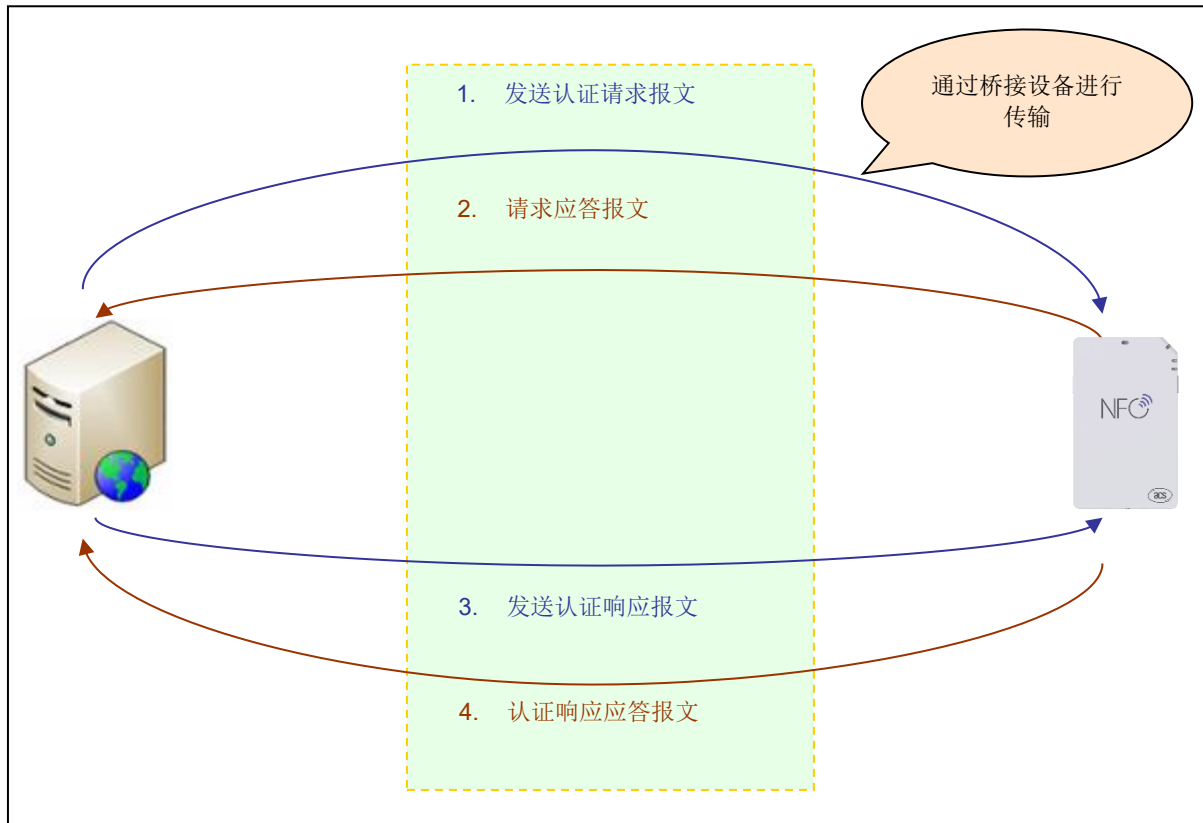 1. 发送认证请求报文
通过桥接设备进行
传输
2. 请求应答报文
NFC
acs
3. 发送认证响应报文
4. 认证响应应答报文